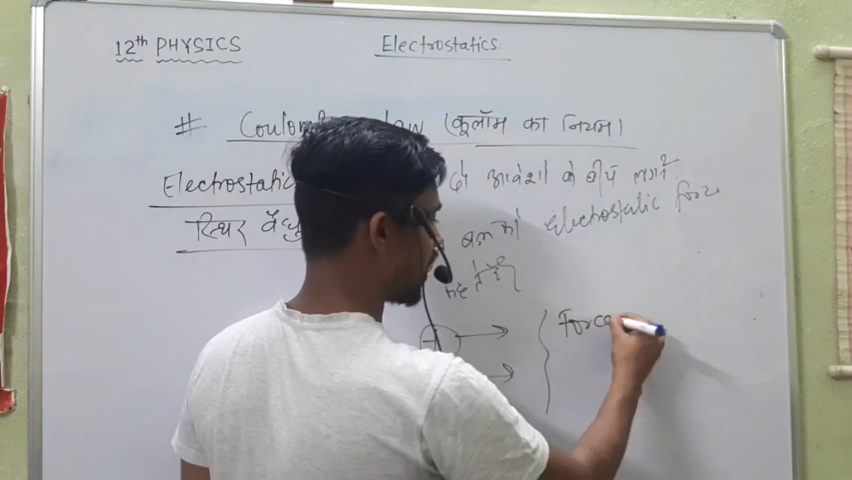 12th PHYSICS
Electrostatics
# Coulom law (कूलॉम का नियम)
Electrostatic दो आवेशो के बीच लगने
स्थिर वैधु बल को Electrostatic force
कहते हैं
Force